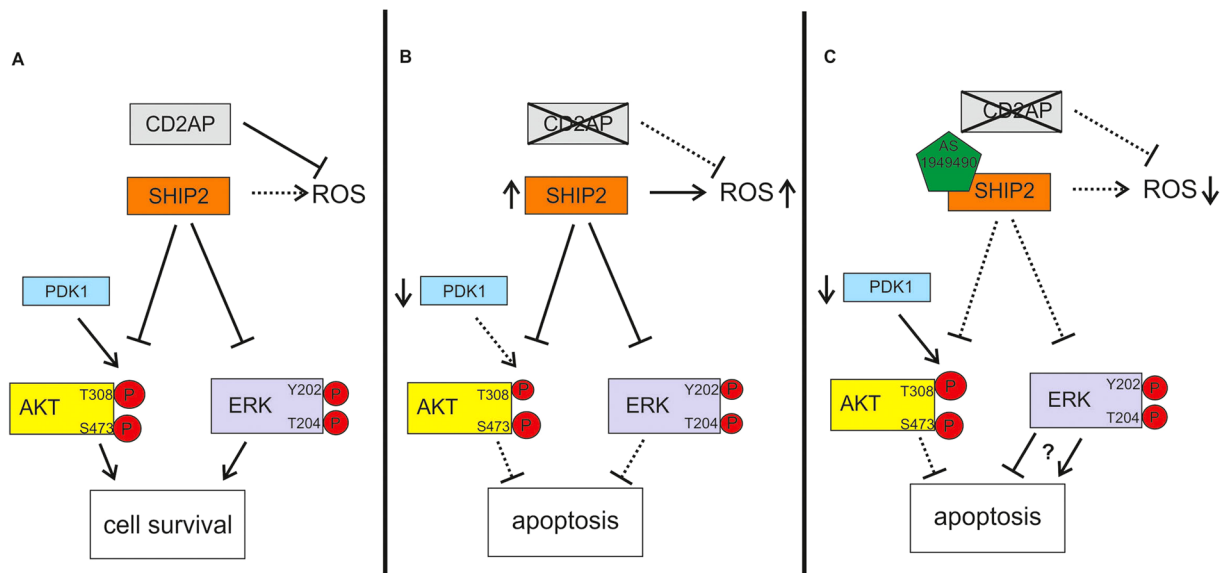 A
CD2AP
SHIP2
ROS
PDK1
AKT
T308
P
S473
P
ERK
Y202
P
T204
P
cell survival
B
CD2AP
SHIP2
ROS
PDK1
AKT
T308
P
S473
P
ERK
Y202
P
T204
P
apoptosis
C
CD2AP
AS
1949490
SHIP2
ROS
PDK1
AKT
T308
P
S473
P
ERK
Y202
P
T204
P
?
apoptosis